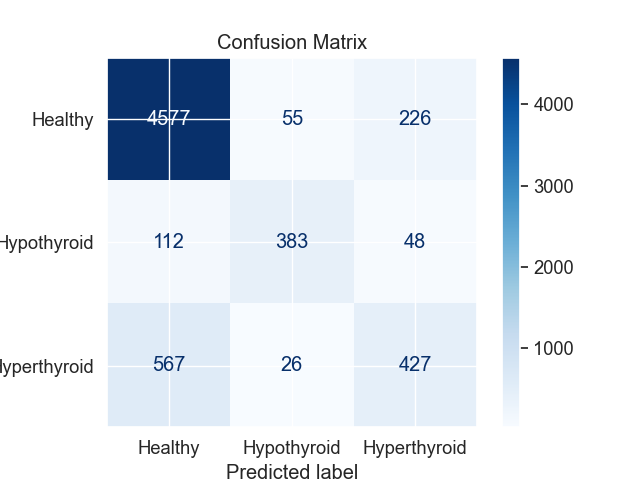 Confusion Matrix
Healthy 4577 55 226
Hypothyroid 112 383 48
yperthyroid 567 26 427
Healthy Hypothyroid Hyperthyroid
Predicted label
4000
3000
2000
1000